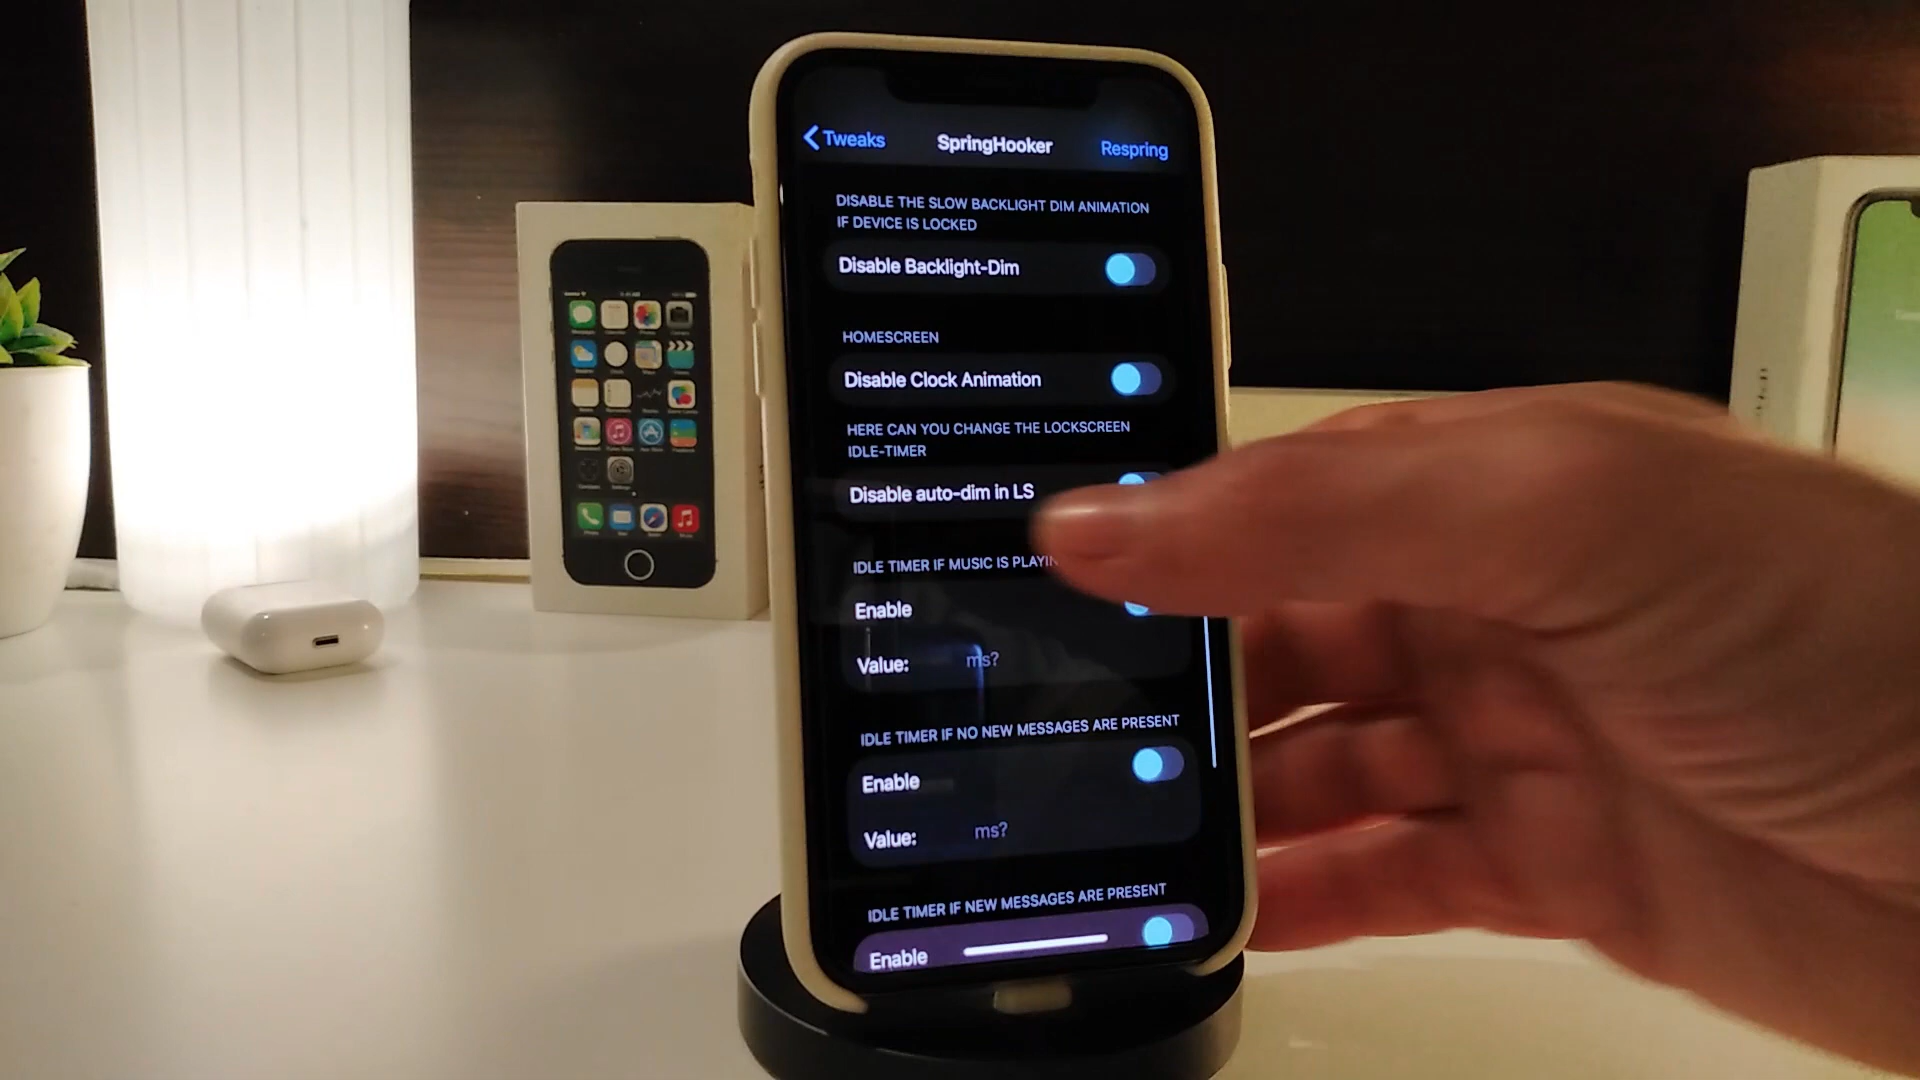 Tweaks
SpringHooker
Respring
DISABLE THE SLOW BACKLIGHT DIM ANIMATION
IF DEVICE IS LOCKED
Disable Backlight-Dim
HOMESCREEN
Disable Clock Animation
HERE CAN YOU CHANGE THE LOCKSCREEN
IDLE-TIMER
Disable auto-dim in LS
IDLE TIMER IF MUSIC IS
Enable
Value: ms?
IDLE TIMER IF NO NEW MESSAGES ARE PRESENT
Enable
Value: ms?
IDLE TIMER IF NEW MESSAGES ARE PRESENT
Enable